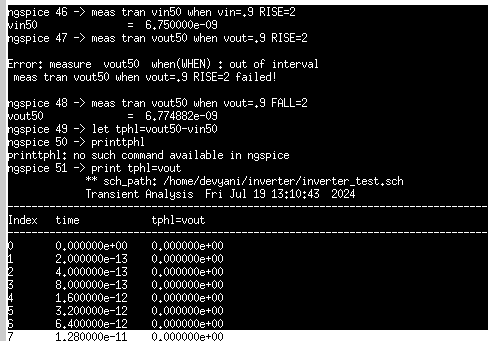 ngspice 46 -> meas tran vin50 when vin=.9 RISE=2
vin50 = 6.750000e-09
ngspice 47 -> meas tran vout50 when vout=.9 RISE=2
Error: measure vout50 when(WHEN) : out of interval
meas tran vout50 when vout=.9 RISE=2 failed!
ngspice 48 -> meas tran vout50 when vout=.9 FALL=2
vout50 = 6.774882e-09
ngspice 49 -> let tphl=vout50-vin50
ngspice 50 -> printtphl
printtphl: no such command available in ngspice
ngspice 51 -> print tphl=vout
** sch_path: /home/devyani/inverter/inverter_test.sch
Transient Analysis Fri Jul 19 13:10:43 2024
--------------------------------------------------------------------------------
Index time tphl=vout
--------------------------------------------------------------------------------
0 0.000000e+00 0.000000e+00
1 2.000000e-13 0.000000e+00
2 4.000000e-13 0.000000e+00
3 8.000000e-13 0.000000e+00
4 1.600000e-12 0.000000e+00
5 3.200000e-12 0.000000e+00
6 6.400000e-12 0.000000e+00
7 1.280000e-11 0.000000e+00